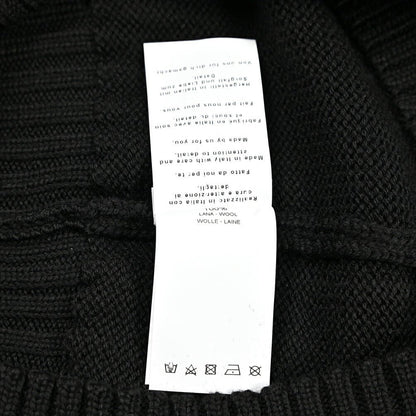 Realizzato in Italia con
cura e attenzione ai
dettagli.
Fatto da noi per te.
Made in Italy with care and
attention to detail.
Made by us for you.
Fabriqué en Italia avec soin
et souci du détail.
Fait par nous pour vous
Hergestellt in Italien mit
Sorgfalt und Liebe zum
Detail.
Von uns für dich gemacht
100%
LANA - WOOL
WOLLE - LAINE